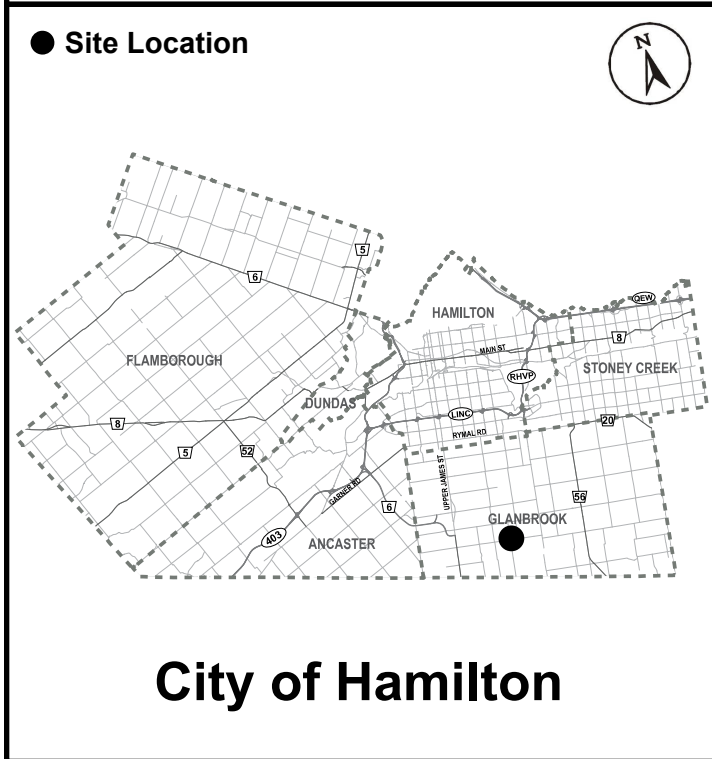 Site Location
N
5
6
HAMILTON
QEW
MAIN ST
8
FLAMBOROUGH
STONEY CREEK
RHVP
DUNDAS
LINC
20
8
RYMAL RD
5
52
UPPER JAMES ST
GARNER RD
56
6
GLANBROOK
403
ANCASTER
City of Hamilton